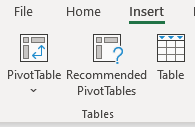 File Home Insert
PivotTable Recommended Table
PivotTables
Tables